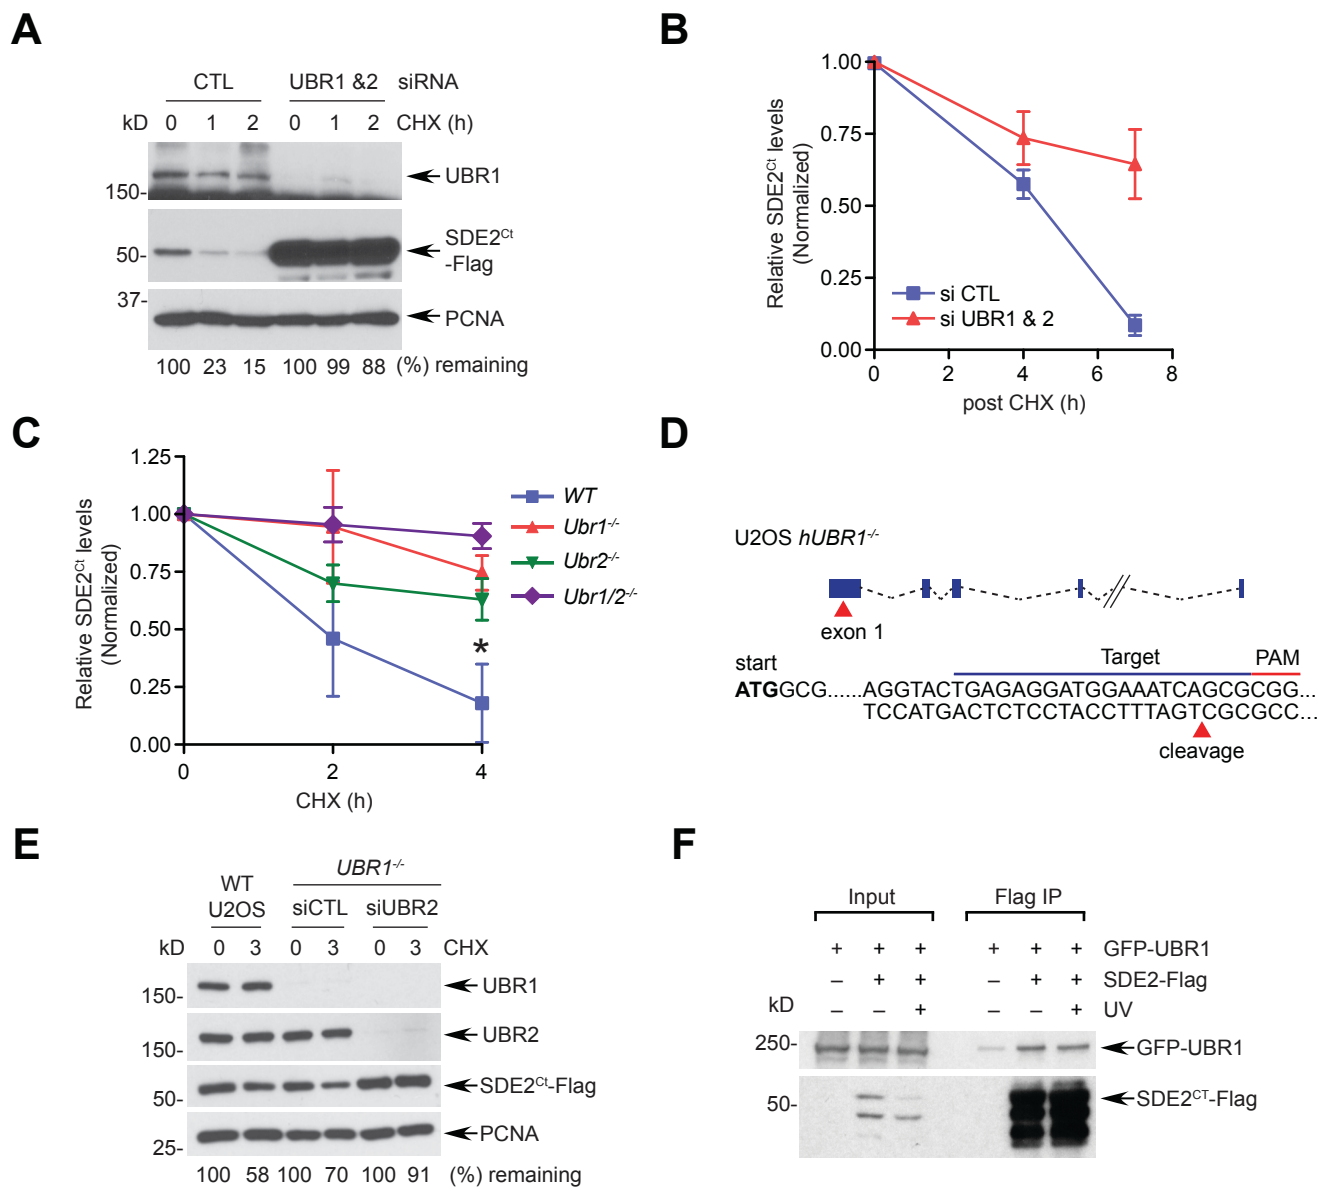 A
CTL UBR1 &2 siRNA
kD 0 1 2 0 1 2 CHX (h)
150- UBR1
50- SDE2Ct
-Flag
37-
PCNA
100 23 15 100 99 88 (%) remaining
B
Relative SDE2Ct levels
(Normalized)
1.00
0.75
0.50
0.25
0.00
si CTL
si UBR1 & 2
0 2 4 6 8
post CHX (h)
C
Relative SDE2Ct levels
(Normalized)
1.25
1.00
0.75
0.50
0.25
0.00
WT
Ubr1-/-
Ubr2-/-
Ubr1/2-/-
*
0 2 4
CHX (h)
D
U2OS hUBR1-/-
exon 1
start Target PAM
ATGGCG......AGGTACTGAGAGGATGGAAATCAGCGCGG...
TCCATGACTCTCCTACCTTTAGTCGCGCC...
cleavage
E
UBR1-/-
WT
U2OS siCTL siUBR2
kD 0 3 0 3 0 3 CHX
150- UBR1
150- UBR2
50- SDE2Ct-Flag
25- PCNA
100 58 100 70 100 91 (%) remaining
F
Input Flag IP
+ + + + + + GFP-UBR1
– + + – + + SDE2-Flag
kD – – + – – + UV
250- GFP-UBR1
50- SDE2CT-Flag